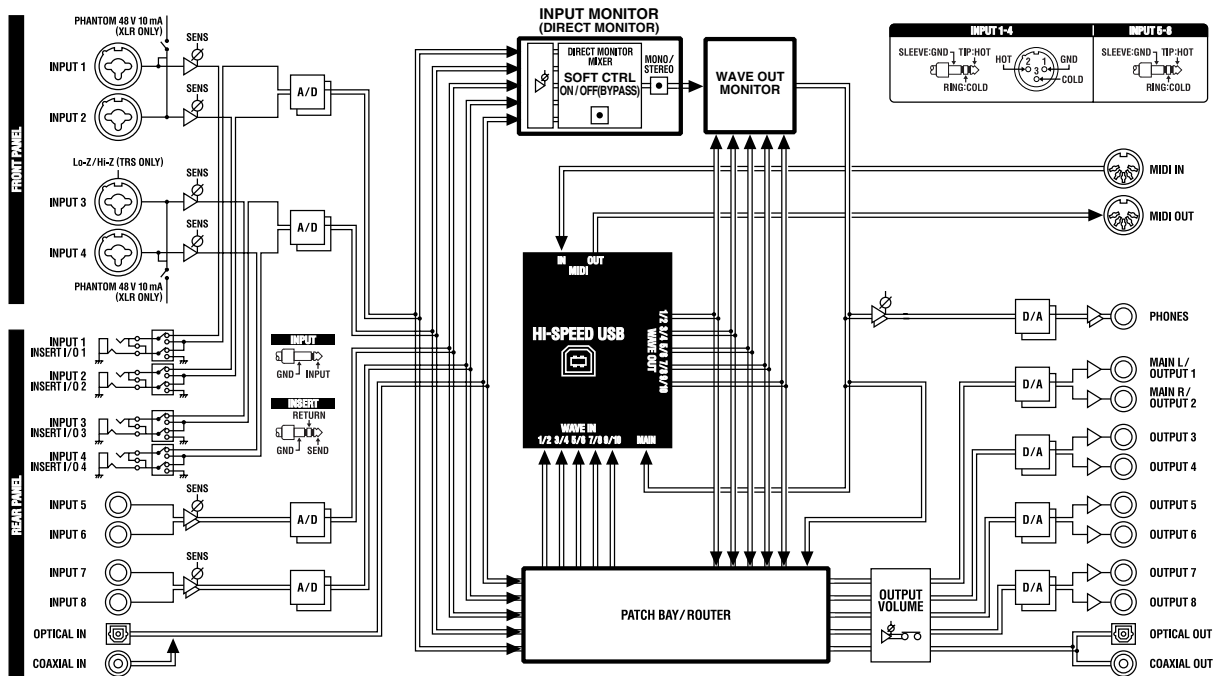 FRONT PANEL
PHANTOM 48 V 10 mA
(XLR ONLY)
INPUT 1
SENS
INPUT 2
SENS
A/D
Lo-Z/Hi-Z (TRS ONLY)
INPUT 3
SENS
INPUT 4
SENS
A/D
PHANTOM 48 V 10 mA
(XLR ONLY)
REAR PANEL
INPUT 1
INSERT I/O 1
INPUT 2
INSERT I/O 2
INPUT 3
INSERT I/O 3
INPUT 4
INSERT I/O 4
INPUT
GND
INPUT
INSERT
RETURN
GND
SEND
INPUT 5
INPUT 6
SENS
A/D
INPUT 7
INPUT 8
SENS
A/D
OPTICAL IN
COAXIAL IN
INPUT MONITOR
(DIRECT MONITOR)
DIRECT MONITOR
MIXER
SOFT CTRL
ON / OFF(BYPASS)
MONO/
STEREO
WAVE OUT
MONITOR
IN
OUT
MIDI
HI-SPEED USB
1/2 3/4 5/6 7/8 9/10
WAVE OUT
WAVE IN
1/2 3/4 5/6 7/8 9/10
MAIN
PATCH BAY/ ROUTER
OUTPUT
VOLUME
INPUT 1-4
SLEEVE:GND
TIP:HOT
RING:COLD
HOT
2
1
3
GND
COLD
INPUT 5-8
SLEEVE:GND
TIP:HOT
RING:COLD
MIDI IN
MIDI OUT
D/A
PHONES
D/A
MAIN L /
OUTPUT 1
MAIN R /
OUTPUT 2
D/A
OUTPUT 3
OUTPUT 4
D/A
OUTPUT 5
OUTPUT 6
D/A
OUTPUT 7
OUTPUT 8
OPTICAL OUT
COAXIAL OUT